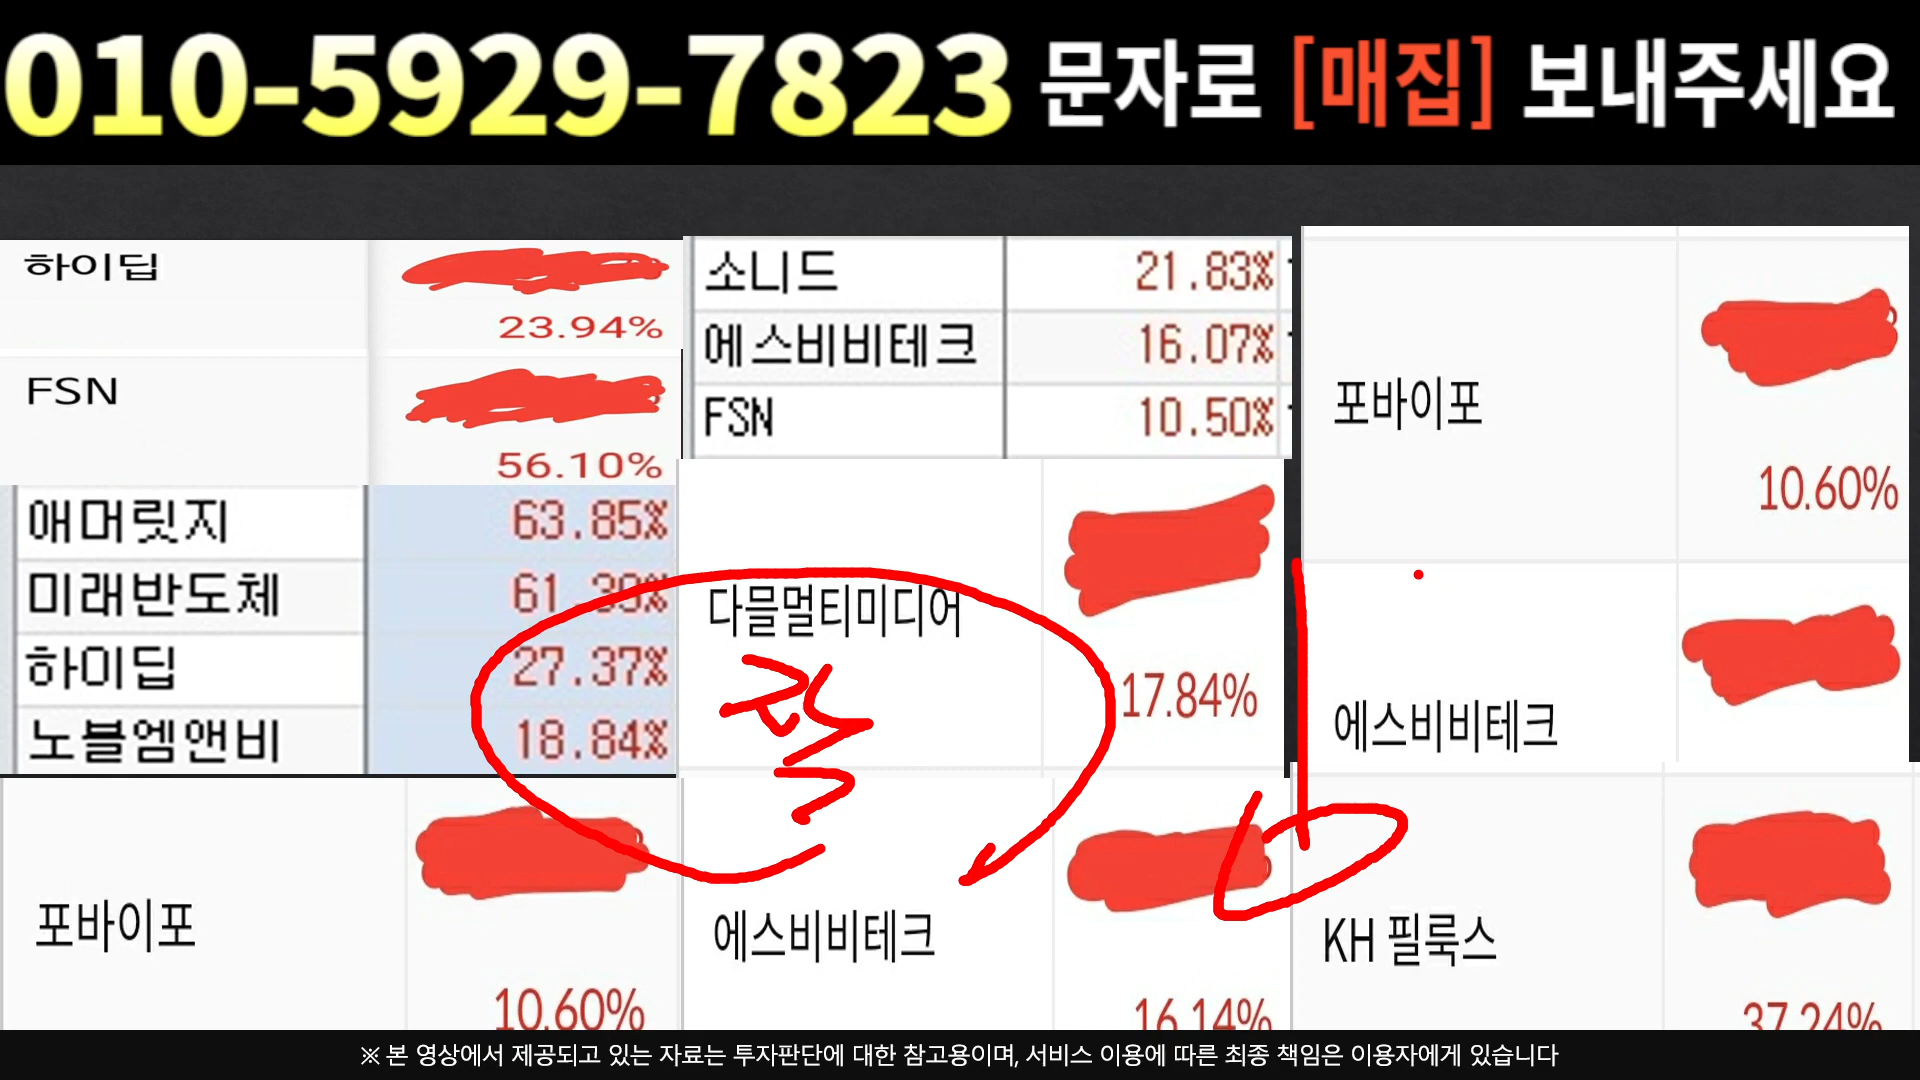 010-5929-7823 문자로 [매집] 보내주세요
하이딥
23.94%
FSN
56.10%
소니드 21.83%
에스비비테크 16.07%
FSN 10.50%
포바이포
10.60%
애머릿지 63.85%
미래반도체 61.39%
하이딥 27.37%
노블엠앤비 18.84%
다믈멀티미디어
17.84%
에스비비테크
포바이포
10.60%
에스비비테크
16.14%
KH 필룩스
37.24%
※ 본 영상에서 제공되고 있는 자료는 투자판단에 대한 참고용이며, 서비스 이용에 따른 최종 책임은 이용자에게 있습니다